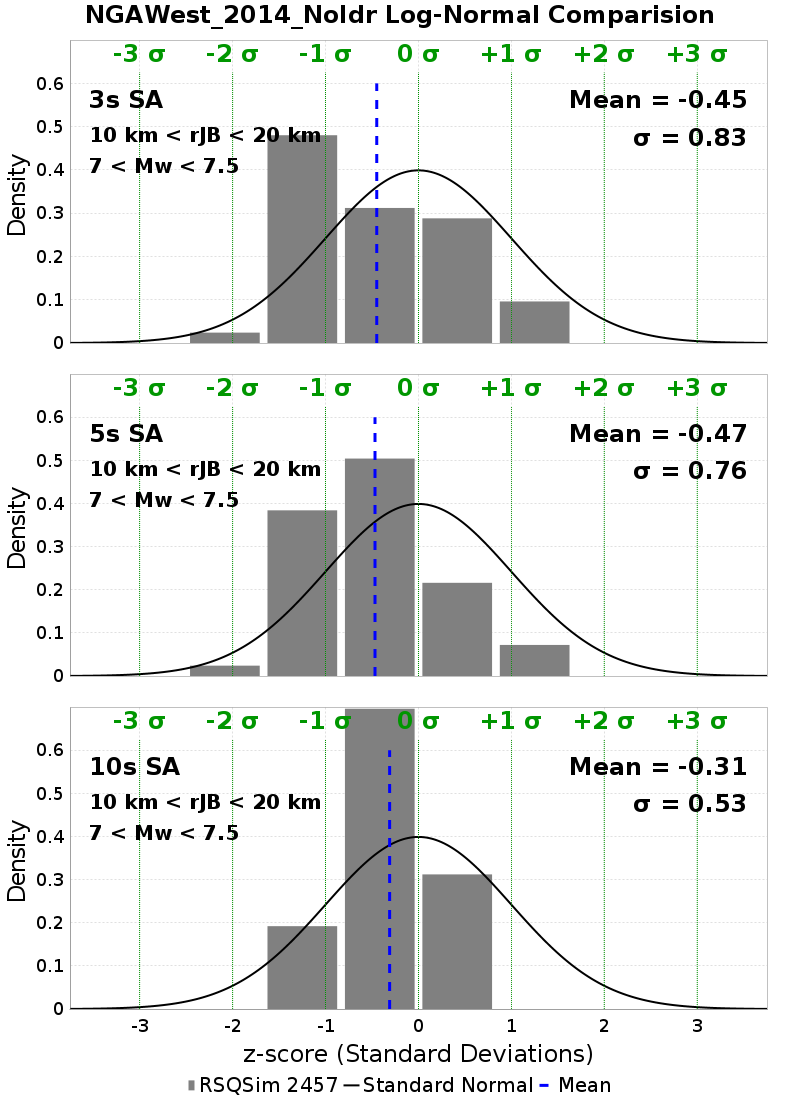 NGAWest_2014_NoIdr Log-Normal Comparision
-3 σ -2 σ -1 σ 0 σ +1 σ +2 σ +3 σ
0.6
3s SA Mean = -0.45
0.5 10 km < rJB < 20 km σ = 0.83
0.4 7 < Mw < 7.5
Density
0.3
0.2
0.1
0
-3 σ -2 σ -1 σ 0 σ +1 σ +2 σ +3 σ
0.6
5s SA Mean = -0.47
0.5 10 km < rJB < 20 km σ = 0.76
0.4 7 < Mw < 7.5
Density
0.3
0.2
0.1
0
-3 σ -2 σ -1 σ 0 σ +1 σ +2 σ +3 σ
0.6
10s SA Mean = -0.31
0.5 10 km < rJB < 20 km σ = 0.53
0.4 7 < Mw < 7.5
Density
0.3
0.2
0.1
0
-3 -2 -1 0 1 2 3
z-score (Standard Deviations)
RSQSim 2457 Standard Normal Mean